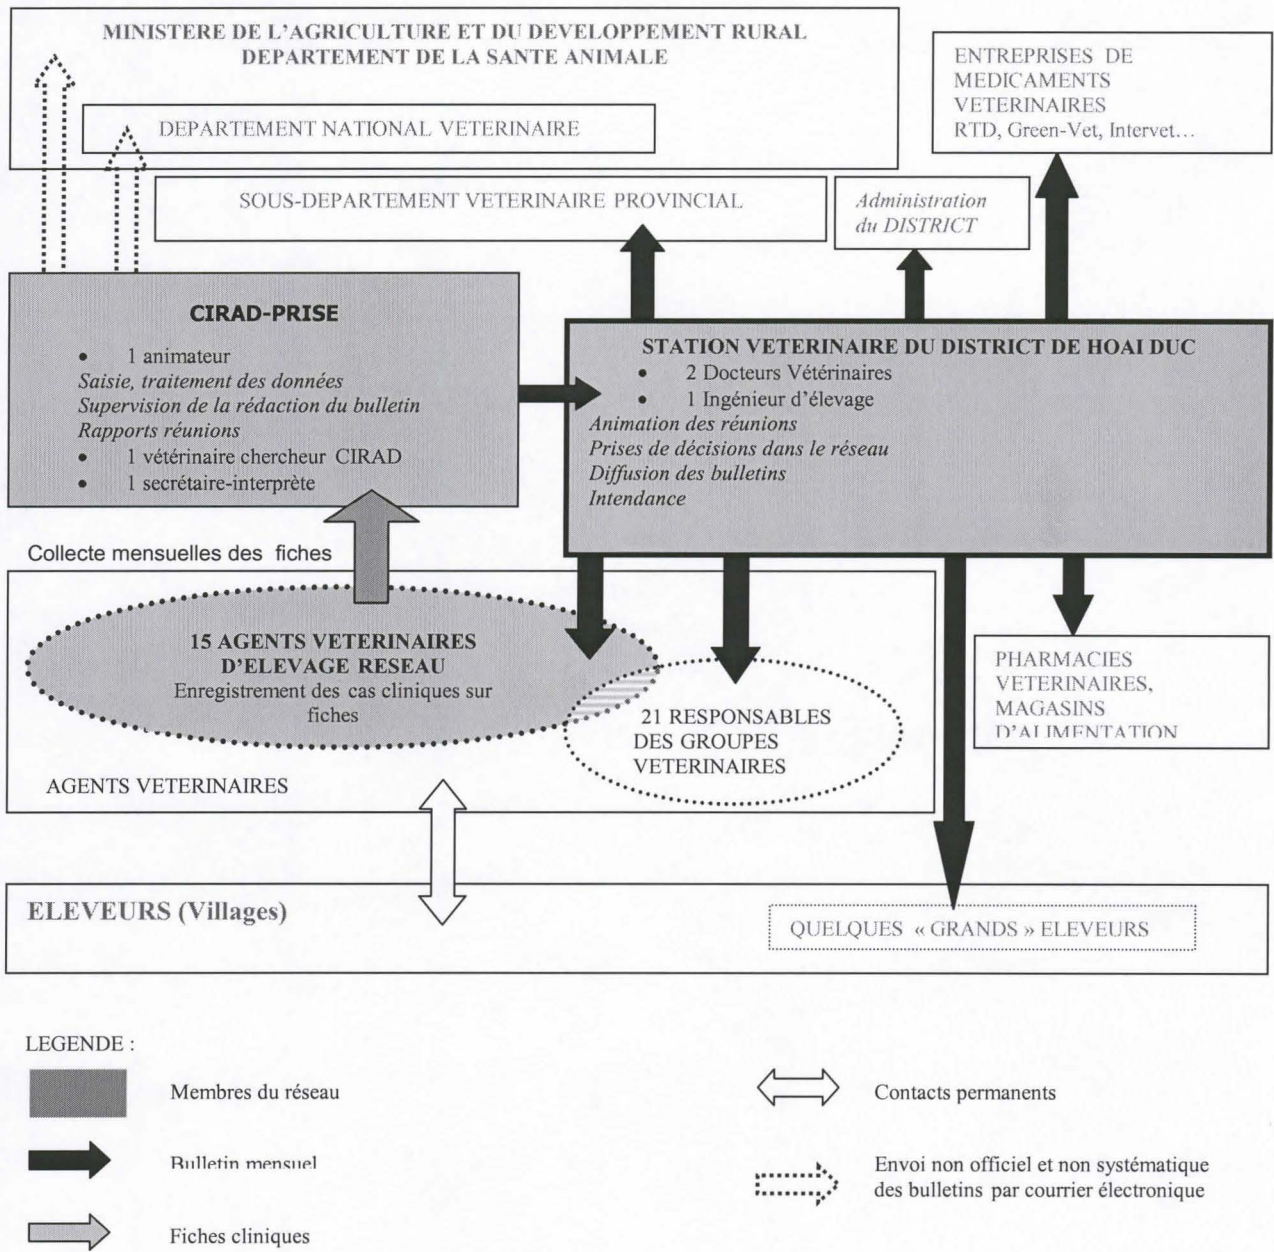 MINISTERE DE L'AGRICULTURE ET DU DEVELOPPEMENT RURAL
DEPARTEMENT DE LA SANTE ANIMALE
DEPARTEMENT NATIONAL VETERINAIRE
ENTREPRISES DE
MEDICAMENTS
VETERINAIRES
RTD, Green-Vet, Intervet…
SOUS-DEPARTEMENT VETERINAIRE PROVINCIAL
Administration
du DISTRICT
CIRAD-PRISE
• 1 animateur
Saisie, traitement des données
Supervision de la rédaction du bulletin
Rapports réunions
• 1 vétérinaire chercheur CIRAD
• 1 secrétaire-interprète
STATION VETERINAIRE DU DISTRICT DE HOAI DUC
• 2 Docteurs Vétérinaires
• 1 Ingénieur d'élevage
Animation des réunions
Prises de décisions dans le réseau
Diffusion des bulletins
Intendance
Collecte mensuelles des fiches
15 AGENTS VETERINAIRES
D'ELEVAGE RESEAU
Enregistrement des cas cliniques sur
fiches
21 RESPONSABLES
DES GROUPES
VETERINAIRES
AGENTS VETERINAIRES
PHARMACIES
VETERINAIRES,
MAGASINS
D'ALIMENTATION
ELEVEURS (Villages)
QUELQUES « GRANDS » ELEVEURS
LEGENDE :
Membres du réseau
Bulletin mensuel
Fiches cliniques
Contacts permanents
Envoi non officiel et non systématique
des bulletins par courrier électronique